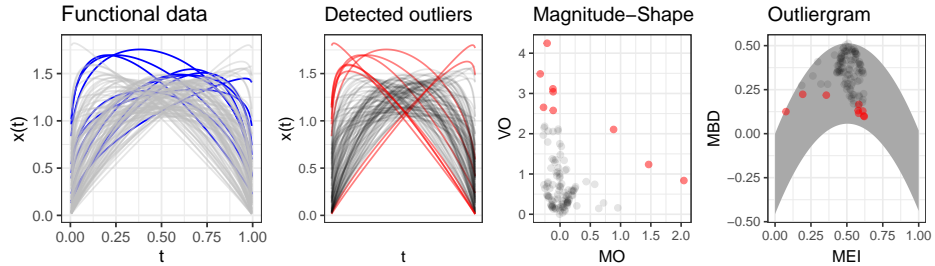 Functional data
Detected outliers
Magnitude−Shape
Outliergram
x(t)
1.5
1.0
0.5
0.0
0.00 0.25 0.50 0.75 1.00
t
x(t)
1.5
1.0
0.5
0.0
t
VO
4
3
2
1
0
0.0 0.5 1.0 1.5 2.0
MO
MBD
0.50
0.25
0.00
−0.25
−0.50
0.00 0.25 0.50 0.75 1.00
MEI